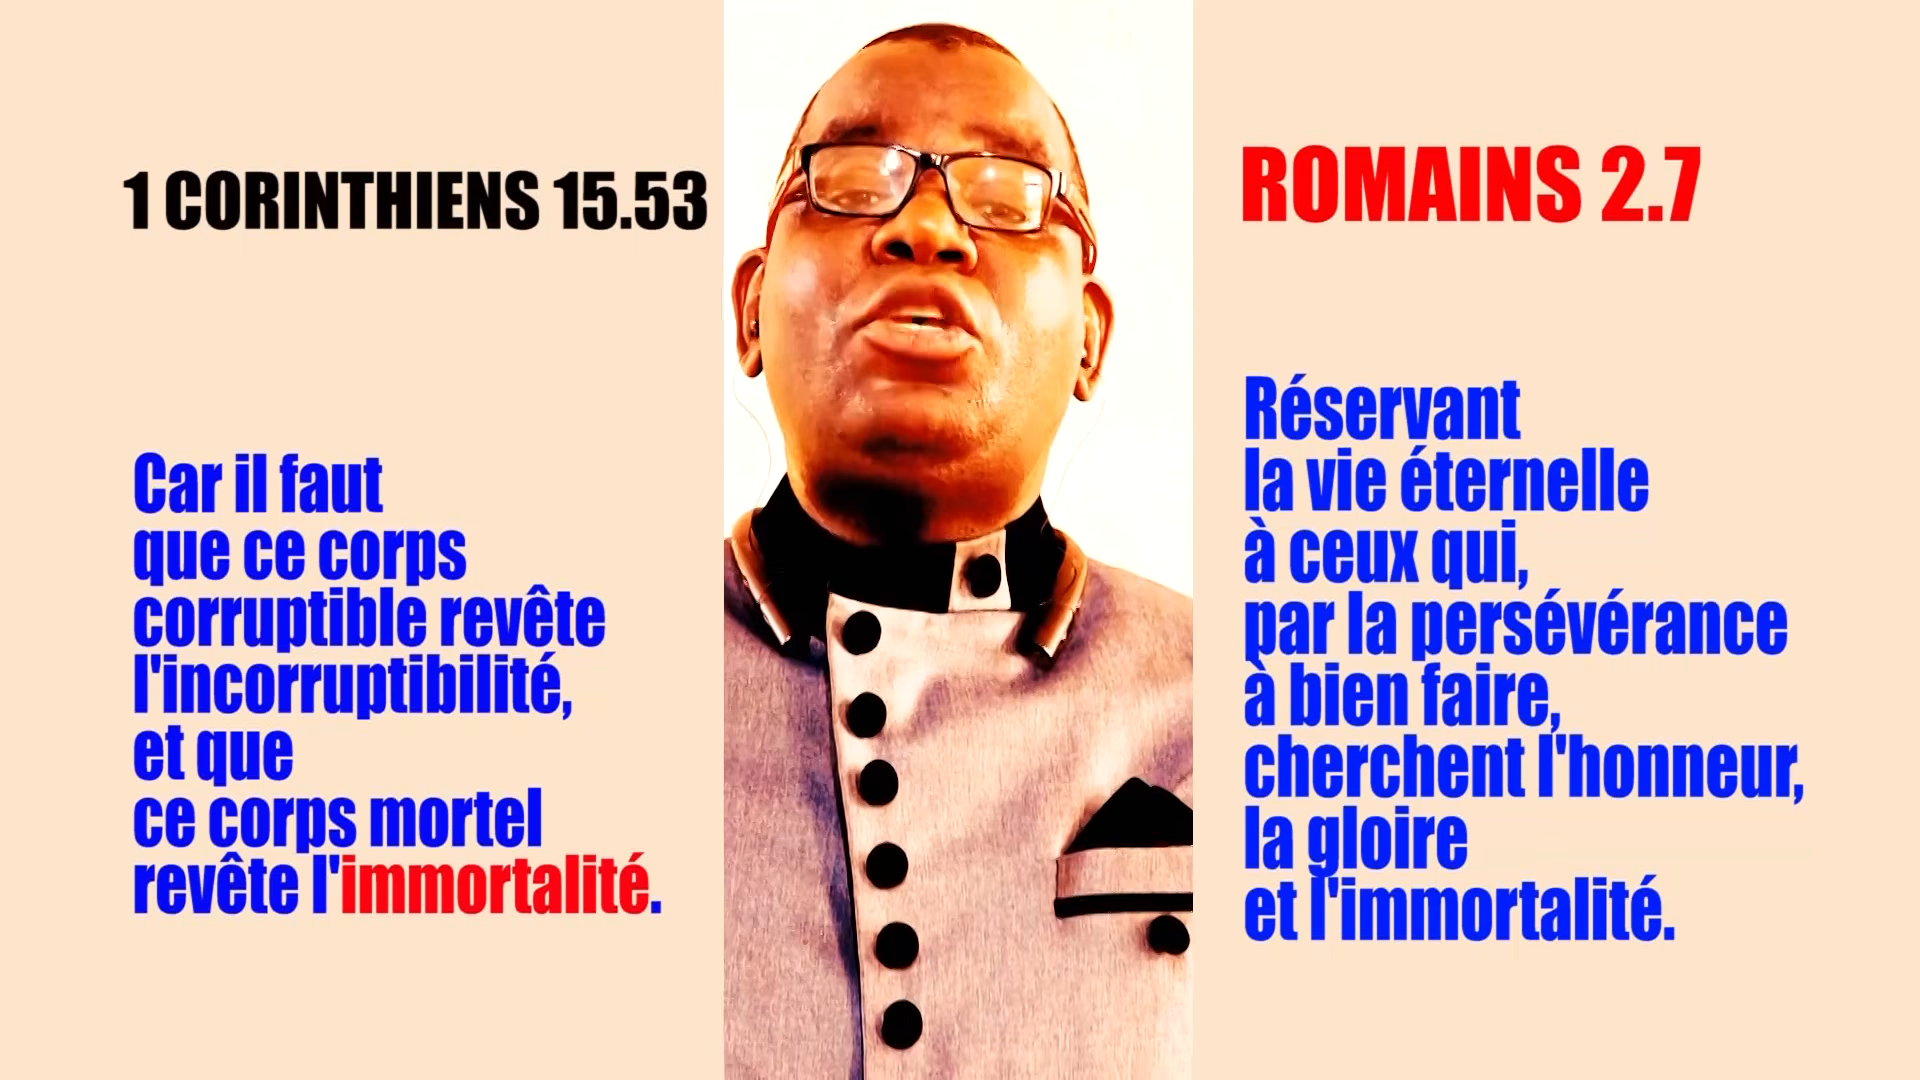 1 CORINTHIENS 15.53
Car il faut
que ce corps
corruptible revête
l'incorruptibilité,
et que
ce corps mortel
revête l'immortalité.
ROMAINS 2.7
Réservant
la vie éternelle
à ceux qui,
par la persévérance
à bien faire,
cherchent l'honneur,
la gloire
et l'immortalité.